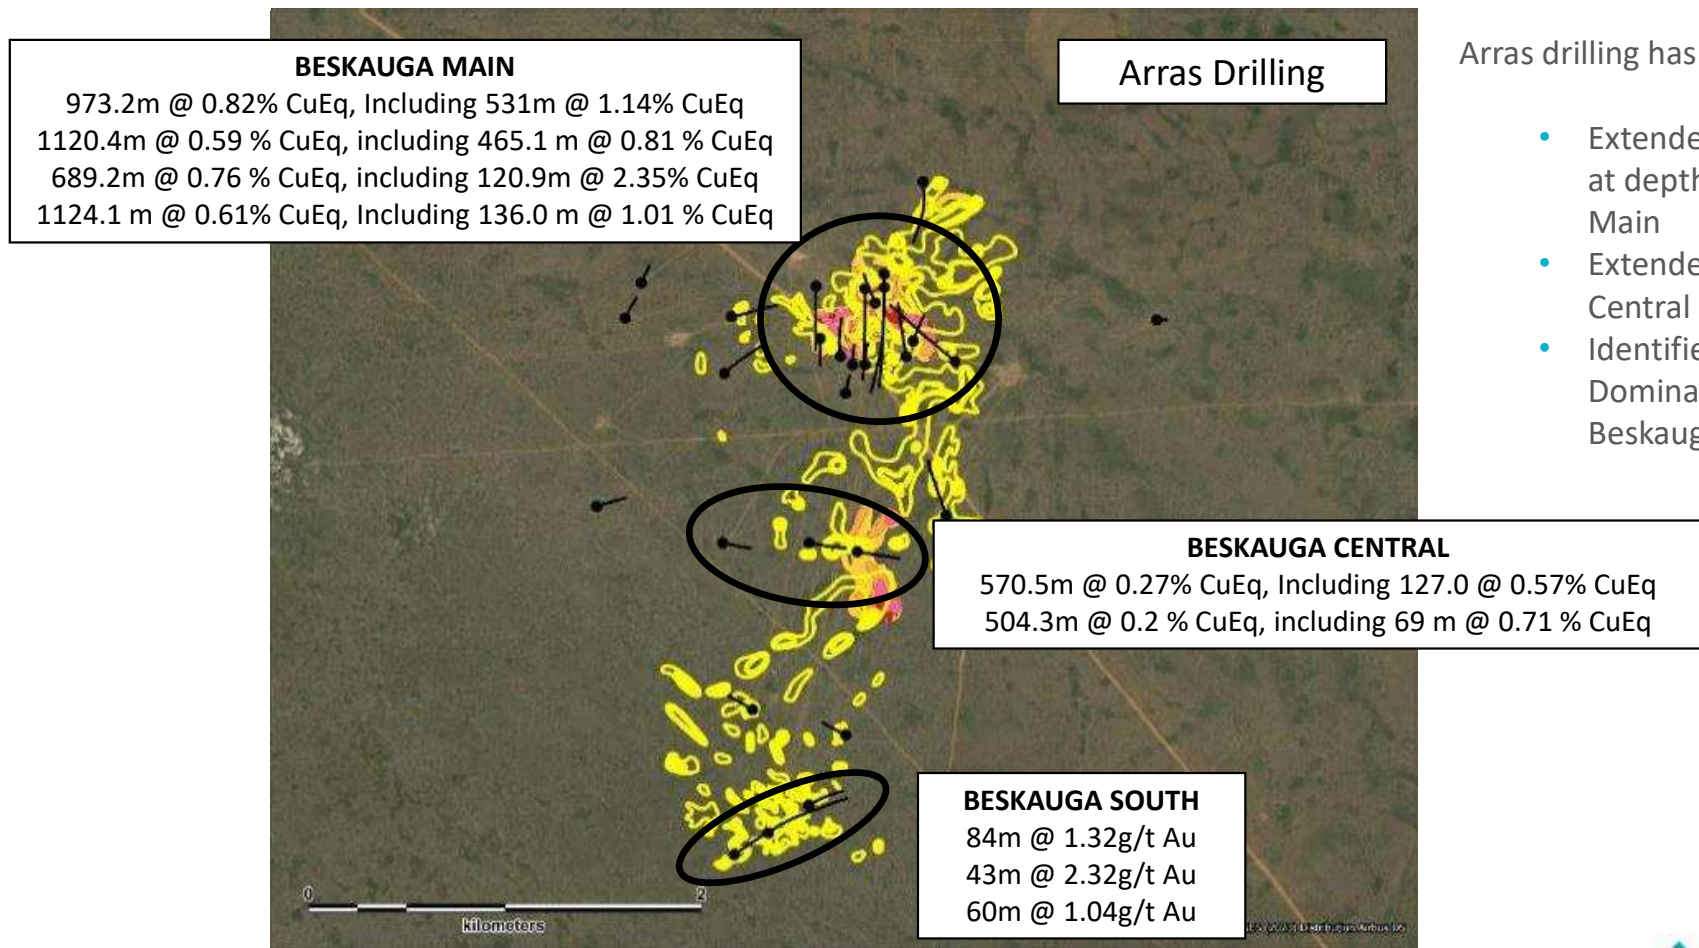 BESKAUGA MAIN
973.2m @ 0.82% CuEq, Including 531m @ 1.14% CuEq
1120.4m @ 0.59 % CuEq, including 465.1 m @ 0.81 % CuEq
689.2m @ 0.76 % CuEq, including 120.9m @ 2.35% CuEq
1124.1 m @ 0.61% CuEq, Including 136.0 m @ 1.01 % CuEq
Arras Drilling
Arras drilling has
• Extende
at depth
Main
• Extende
Central
• Identifie
Domina
Beskaug
BESKAUGA CENTRAL
570.5m @ 0.27% CuEq, Including 127.0 @ 0.57% CuEq
504.3m @ 0.2 % CuEq, including 69 m @ 0.71 % CuEq
BESKAUGA SOUTH
84m @ 1.32g/t Au
43m @ 2.32g/t Au
60m @ 1.04g/t Au
0 2
kilometers
Distribution Airbus DS